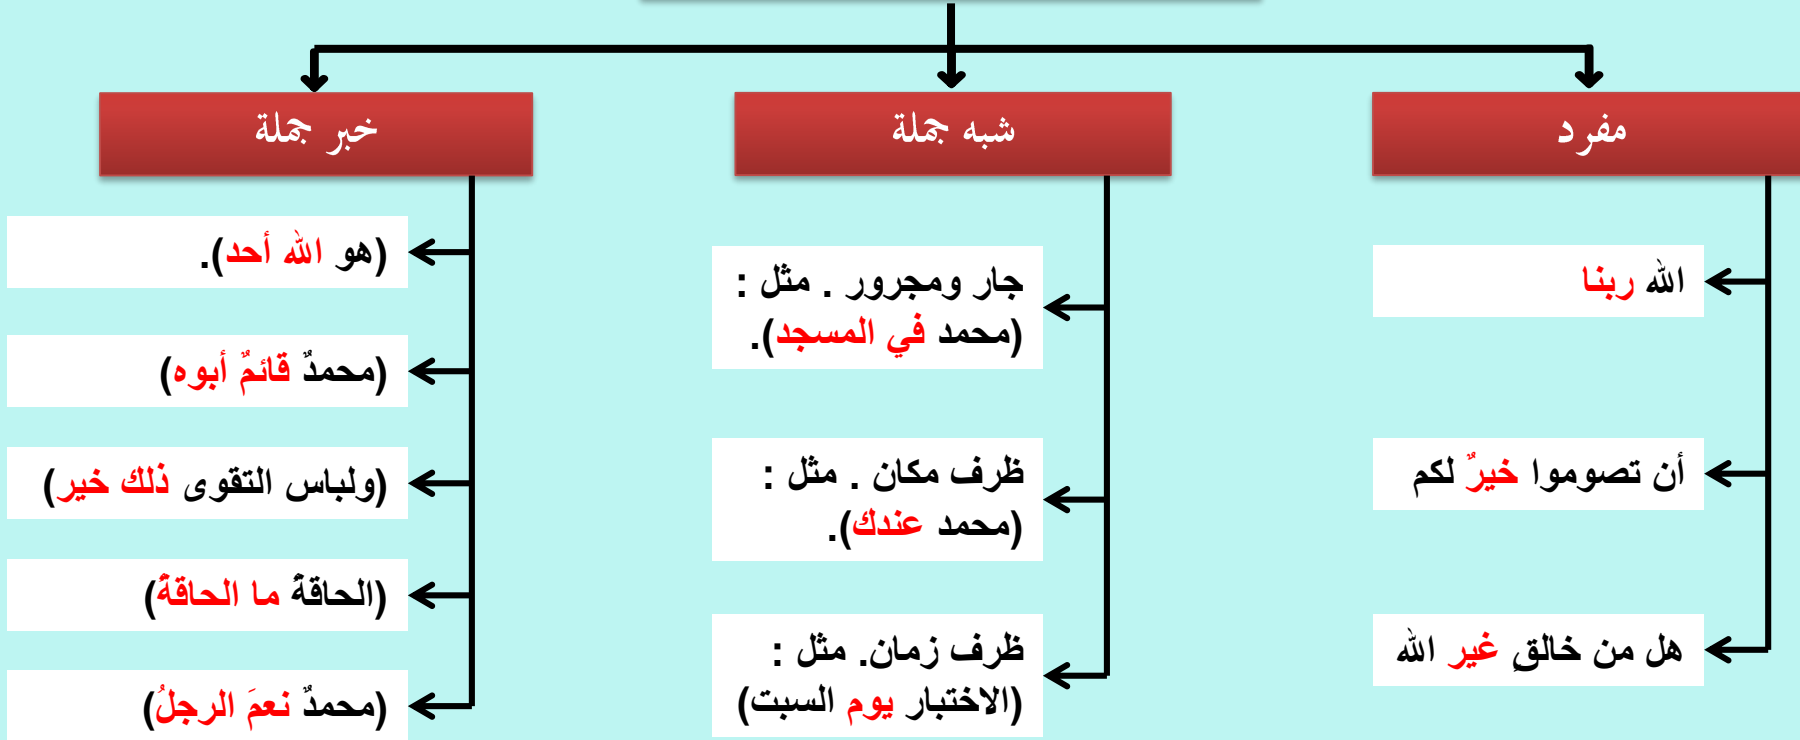 مفرد
الله ربنا
أن تصوموا خيرٌ لكم
هل من خالقٍ غير الله
شبه جملة
جار ومجرور . مثل :
(محمد في المسجد).
ظرف مكان . مثل :
(محمد عندك).
ظرف زمان. مثل :
(الاختبار يوم السبت)
خبر جملة
(هو الله أحد).
(محمدٌ قائمٌ أبوه)
(ولباس التقوى ذلك خير)
(الحاقةُ ما الحاقةُ)
(محمدٌ نعمَ الرجلُ)